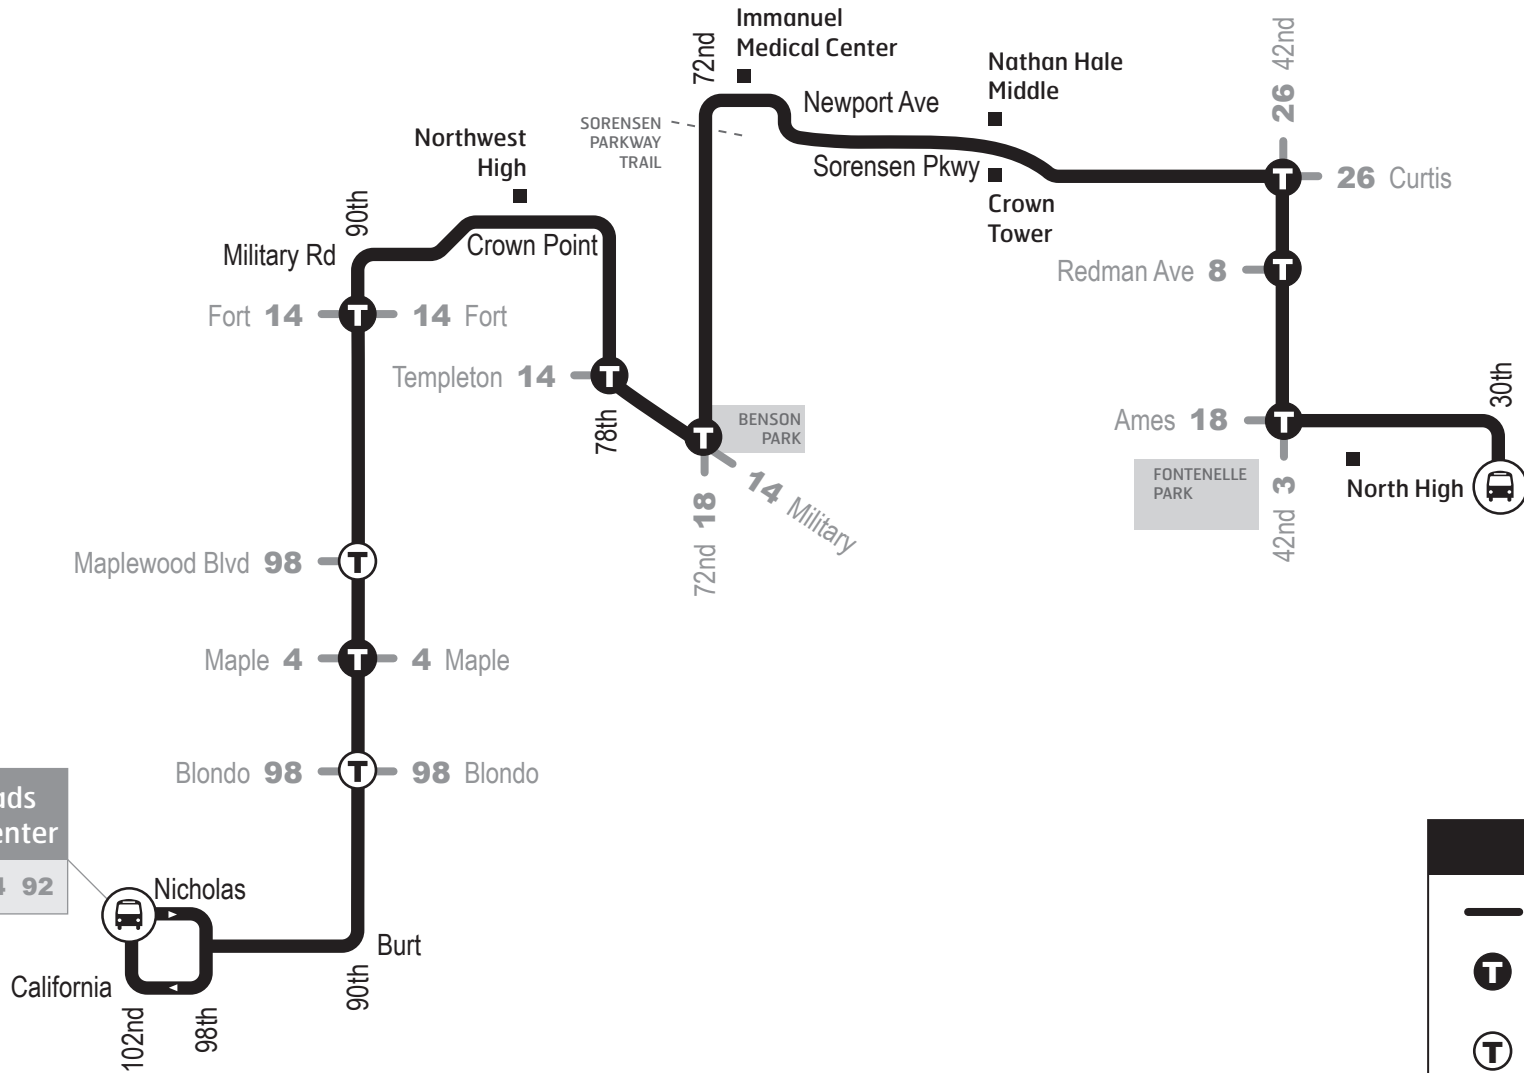 Immanuel
Medical Center
72nd
Nathan Hale
Middle
26 42nd
Newport Ave
SORENSEN
PARKWAY
TRAIL
Northwest
High
Sorensen Pkwy
26 Curtis
90th
Crown
Tower
Military Rd
Crown Point
Redman Ave 8
T
T
Fort 14
T
14 Fort
Templeton 14
T
78th
BENSON
PARK
T
30th
Ames 18
T
72nd 18
14 Military
FONTENELLE
PARK
42nd 3
North High
Maplewood Blvd 98
T
Maple 4
T
4 Maple
Blondo 98
T
98 Blondo
ads
enter
4 92
Nicholas
Burt
California
102nd
98th
90th
T
T